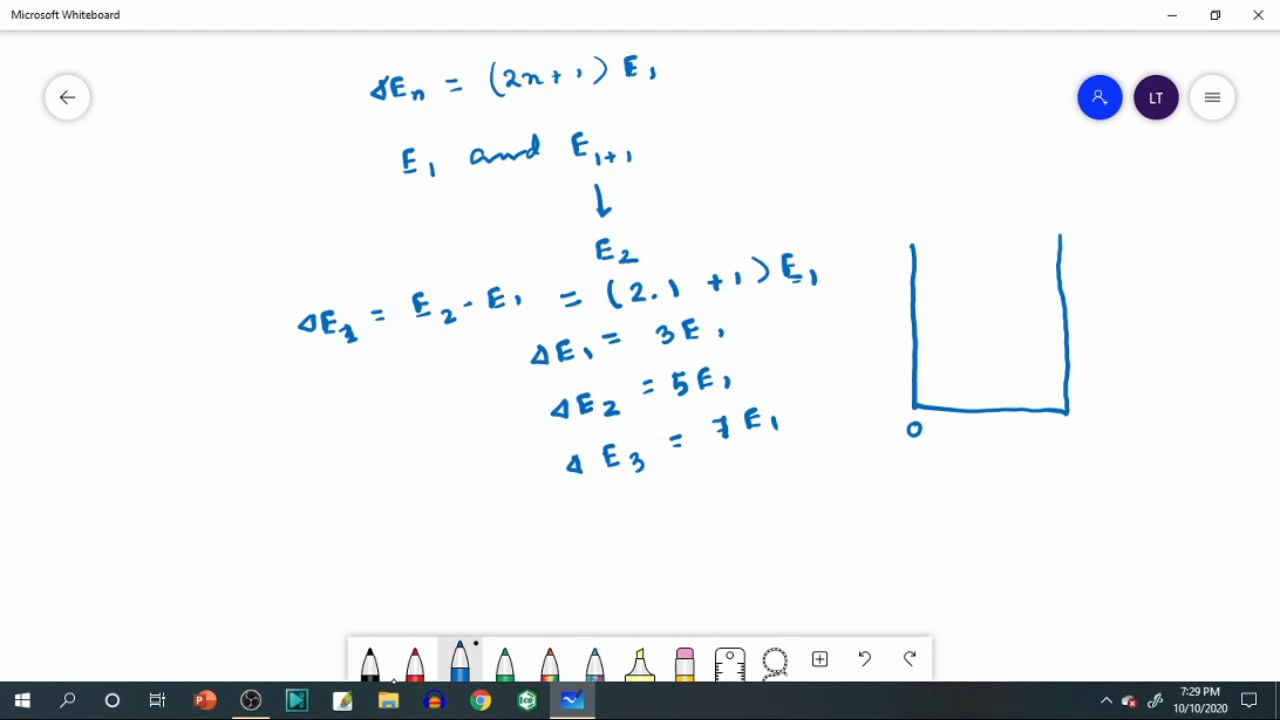 Microsoft Whiteboard
LT
ΔEₙ = (2n+1) E₁
E₁ and E₁₊₁
↓
E₂
ΔE₁ = E₂ - E₁ = (2.1 +1) E₁
ΔE₁ = 3E₁
ΔE₂ = 5E₁
ΔE₃ = 7E₁
0
7:29 PM
10/10/2020